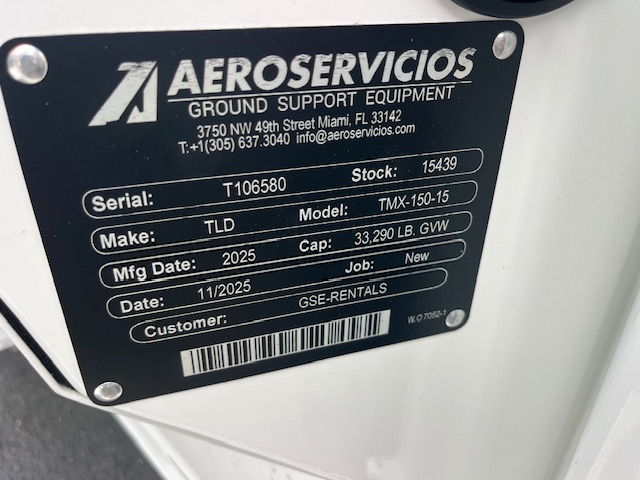 AEROSERVICIOS
GROUND SUPPORT EQUIPMENT
3750 NW 49th Street Miami, FL 33142
T:+1(305) 637.3040 info@aeroservicios.com
Serial: T106580 Stock: 15439
Make: TLD Model: TMX-150-15
Mfg Date: 2025 Cap: 33,290 LB. GVW
Date: 11/2025 Job: New
Customer: GSE-RENTALS
W.O 7052-1